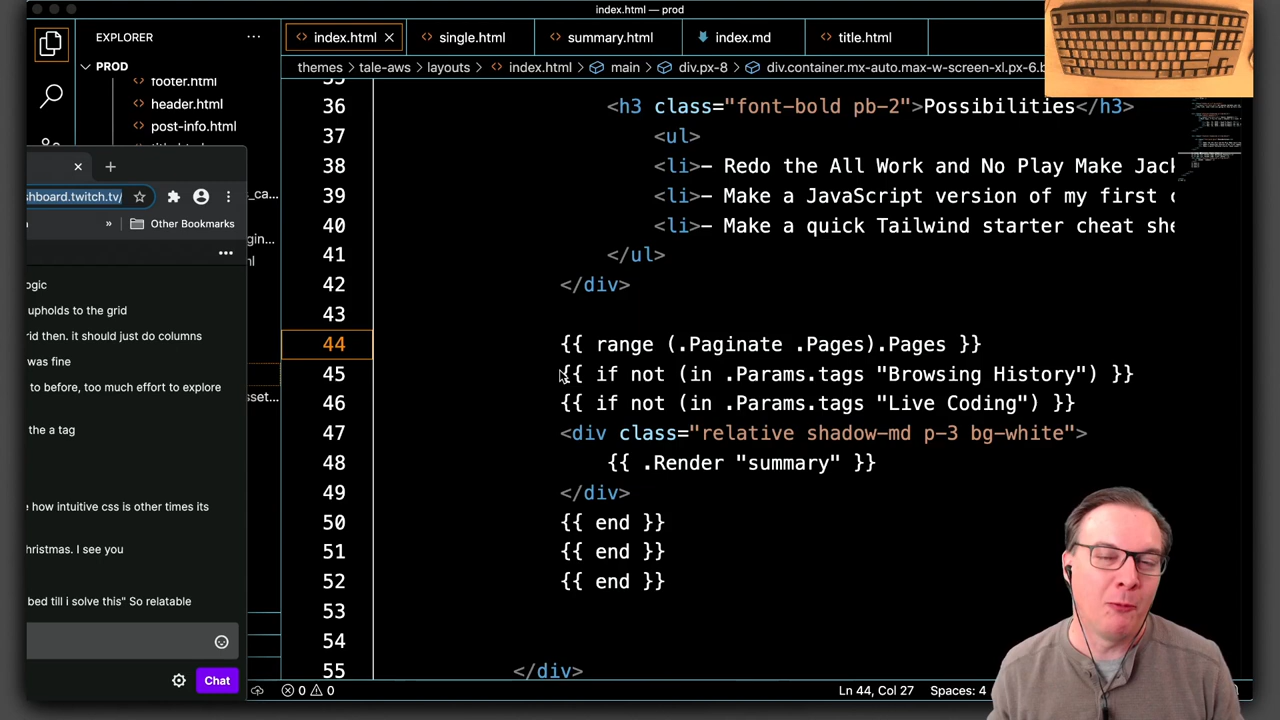 index.html — prod
EXPLORER
PROD
footer.html
header.html
post-info.html
index.html
single.html
summary.html
index.md
title.html
themes tale-aws layouts index.html main div.px-8 div.container.mx-auto.max-w-screen-xl.px-6.
36 <h3 class="font-bold pb-2">Possibilities</h3>
37 <ul>
38 <li>– Redo the All Work and No Play Make Jack
39 <li>– Make a JavaScript version of my first
40 <li>– Make a quick Tailwind starter cheat
41 </ul>
42 </div>
43
44 {{ range (.Paginate .Pages).Pages }}
45 {{ if not (in .Params.tags "Browsing History") }}
46 {{ if not (in .Params.tags "Live Coding") }}
47 <div class="relative shadow-md p-3 bg-white">
48 {{ .Render "summary" }}
49 </div>
50 {{ end }}
51 {{ end }}
52 {{ end }}
53
54
55 </div>
hboard.twitch.tv/
» Other Bookmarks
ogic
upholds to the grid
rid then. it should just do columns
was fine
to before, too much effort to explore
the a tag
how intuitive css is other times its
hristmas. I see you
bed till i solve this" So relatable
Chat
0 0
Ln 44, Col 27
Spaces: 4